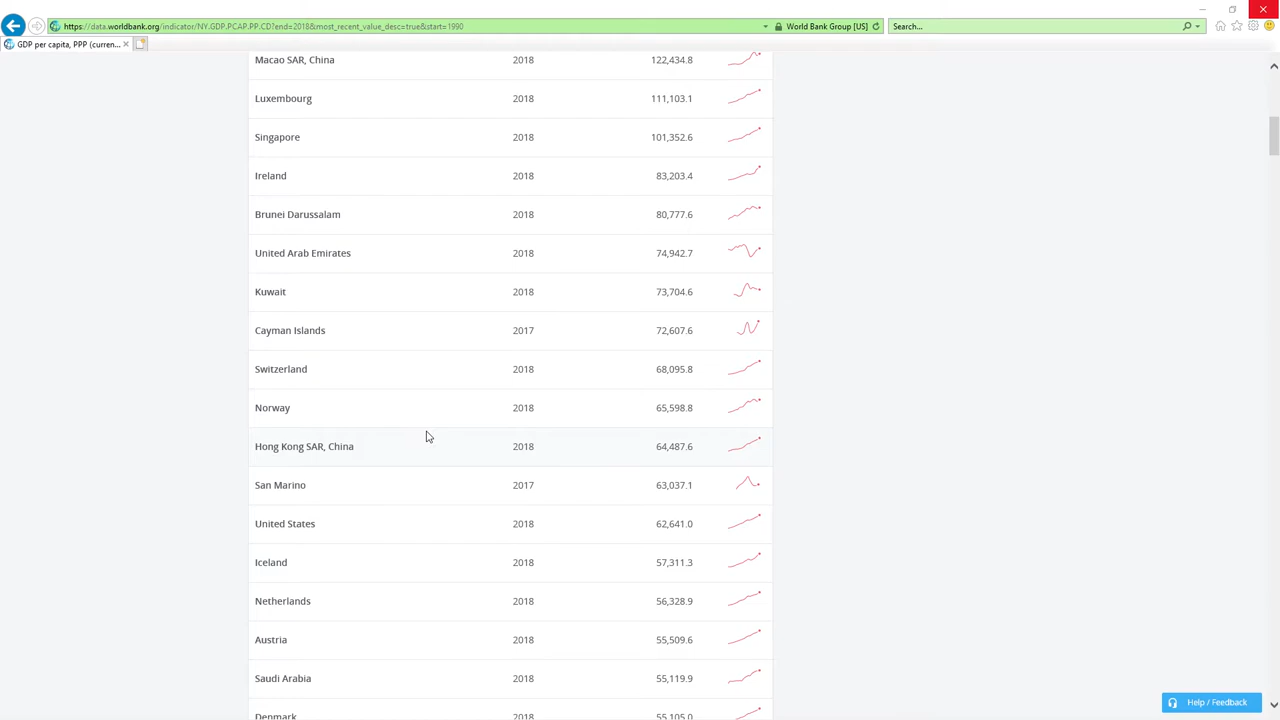 https://data.worldbank.org/indicator/NY.GDP.PCAP.PP.CD?end=2018&most_recent_value_desc=true&start=1990
World Bank Group [US]
Search...
GDP per capita, PPP (curren...
Macao SAR, China 2018 122,434.8
Luxembourg 2018 111,103.1
Singapore 2018 101,352.6
Ireland 2018 83,203.4
Brunei Darussalam 2018 80,777.6
United Arab Emirates 2018 74,942.7
Kuwait 2018 73,704.6
Cayman Islands 2017 72,607.6
Switzerland 2018 68,095.8
Norway 2018 65,598.8
Hong Kong SAR, China 2018 64,487.6
San Marino 2017 63,037.1
United States 2018 62,641.0
Iceland 2018 57,311.3
Netherlands 2018 56,328.9
Austria 2018 55,509.6
Saudi Arabia 2018 55,119.9
Denmark 2018 55,105.0
Help / Feedback